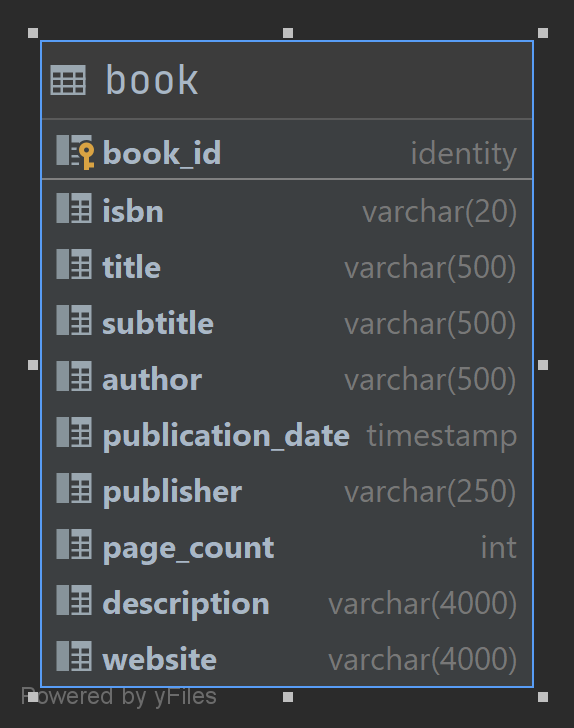 book
book_id identity
isbn varchar(20)
title varchar(500)
subtitle varchar(500)
author varchar(500)
publication_date timestamp
publisher varchar(250)
page_count int
description varchar(4000)
website varchar(4000)
Powered by yFiles